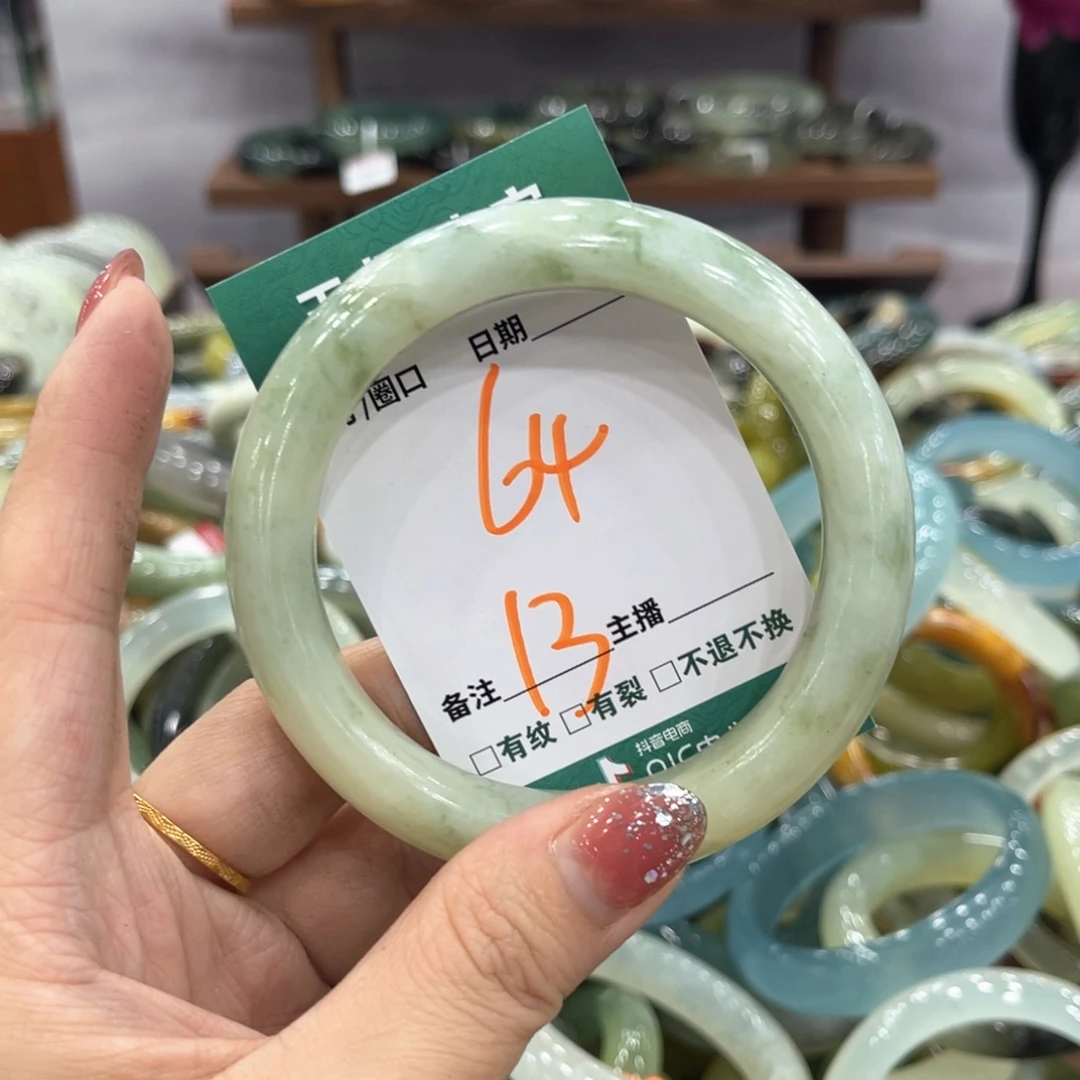 日期
/圈口
64
13
主播
备注
□有纹 □有裂 □不退不换
抖音电商
QIC